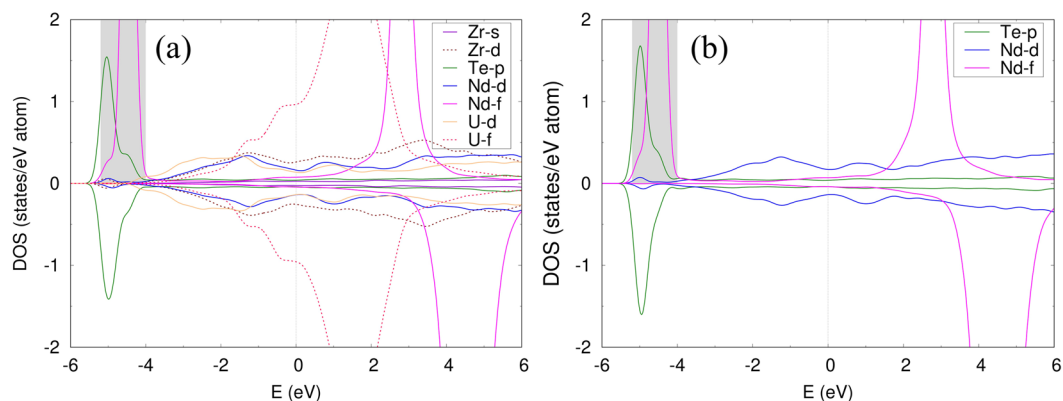 (a)
Zr-s
Zr-d
Te-p
Nd-d
Nd-f
U-d
U-f
DOS (states/eV atom)
2
1
0
-1
-2
-6 -4 -2 0 2 4 6
E (eV)
(b)
Te-p
Nd-d
Nd-f
DOS (states/eV atom)
2
1
0
-1
-2
-6 -4 -2 0 2 4 6
E (eV)